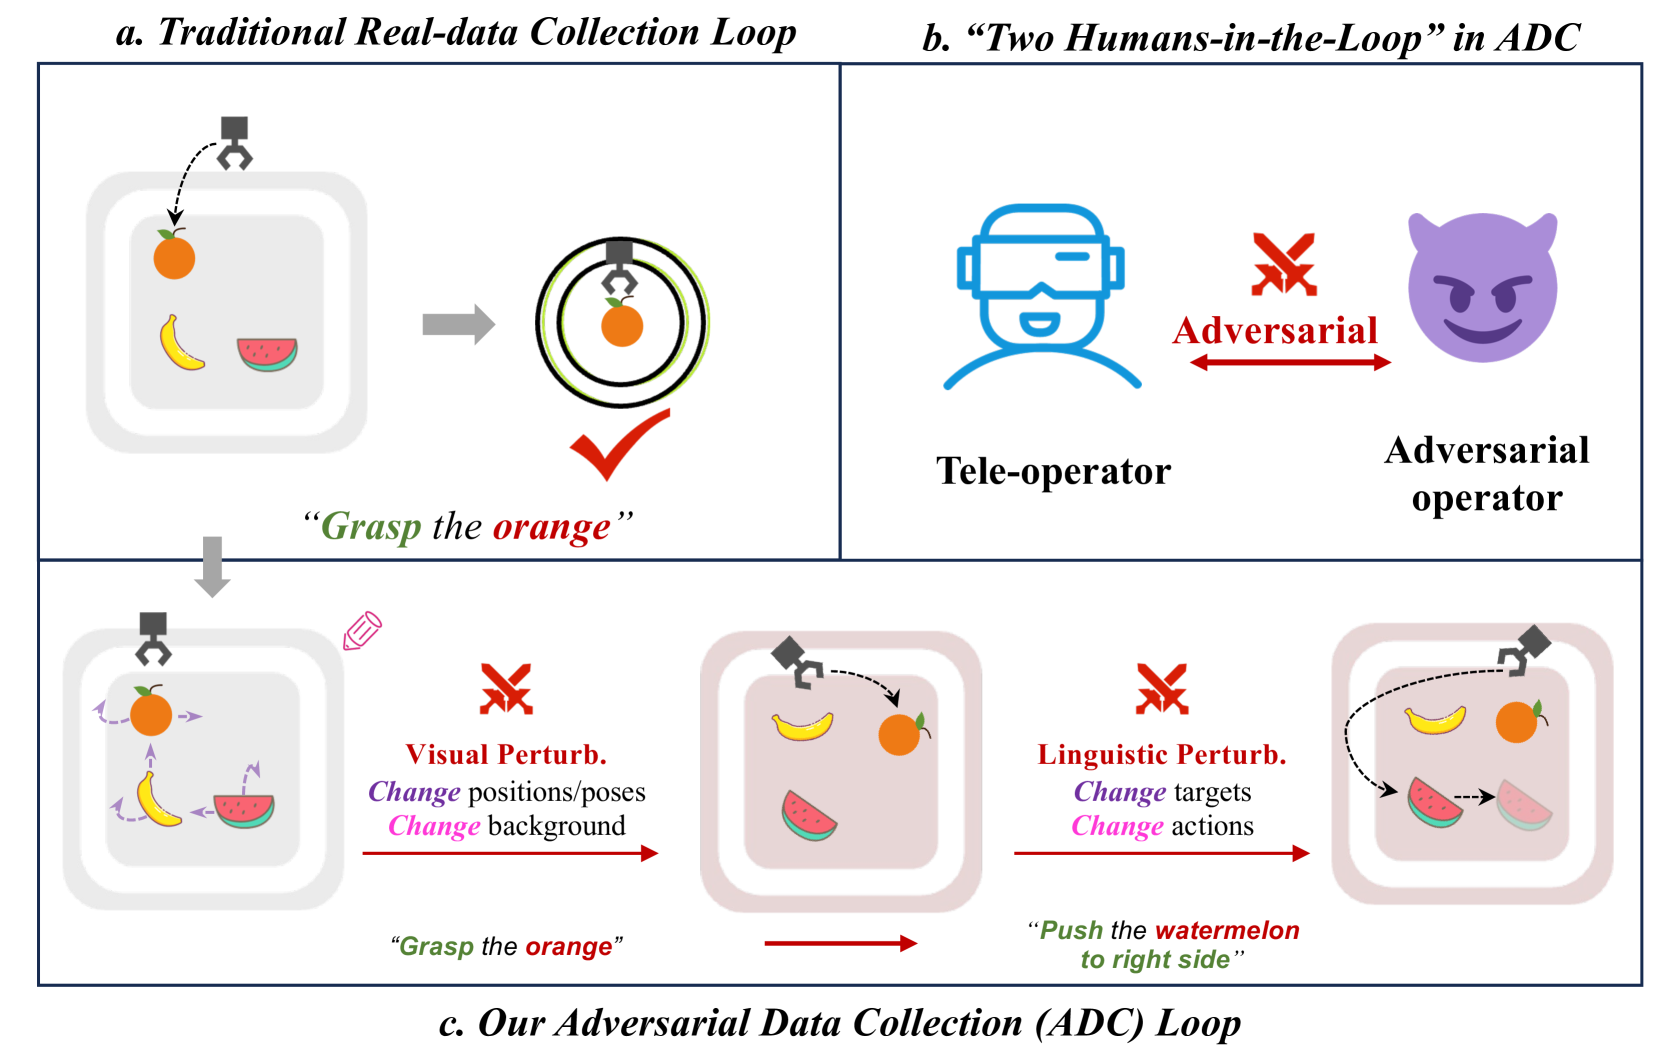 a. Traditional Real-data Collection Loop
b. “Two Humans-in-the-Loop” in ADC
“Grasp the orange”
Adversarial
Tele-operator
Adversarial
operator
Visual Perturb.
Change positions/poses
Change background
“Grasp the orange”
Linguistic Perturb.
Change targets
Change actions
“Push the watermelon
to right side”
c. Our Adversarial Data Collection (ADC) Loop